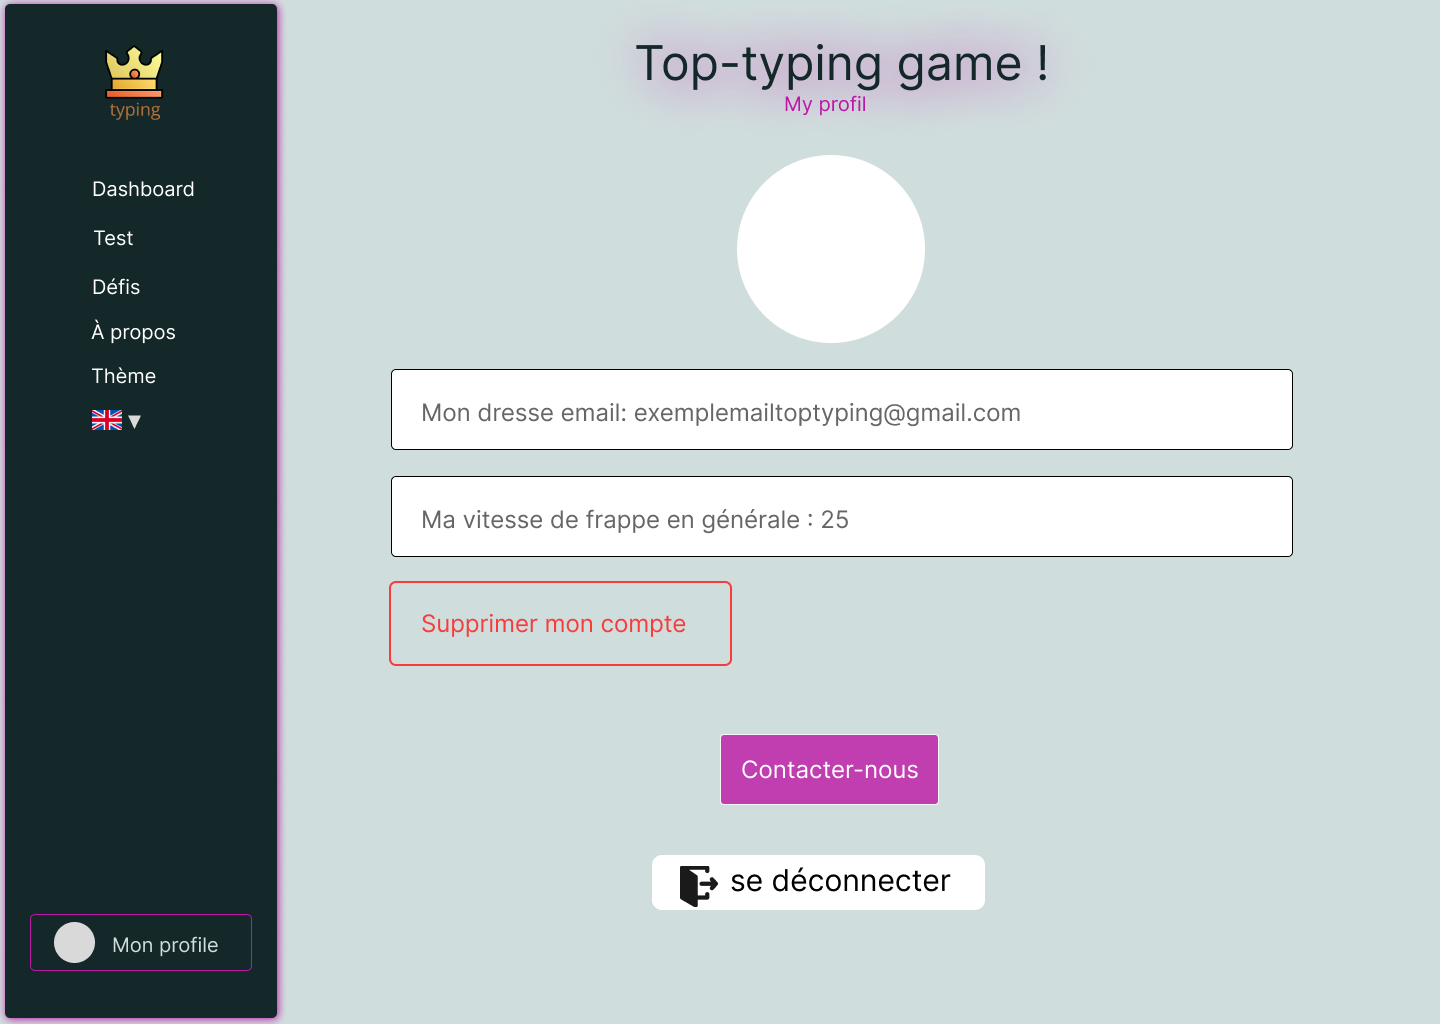 typing
Dashboard
Test
Défis
À propos
Thème
Mon profile
Top-typing game !
My profil
Mon dresse email: exemplemailtoptyping@gmail.com
Ma vitesse de frappe en générale : 25
Supprimer mon compte
Contacter-nous
se déconnecter